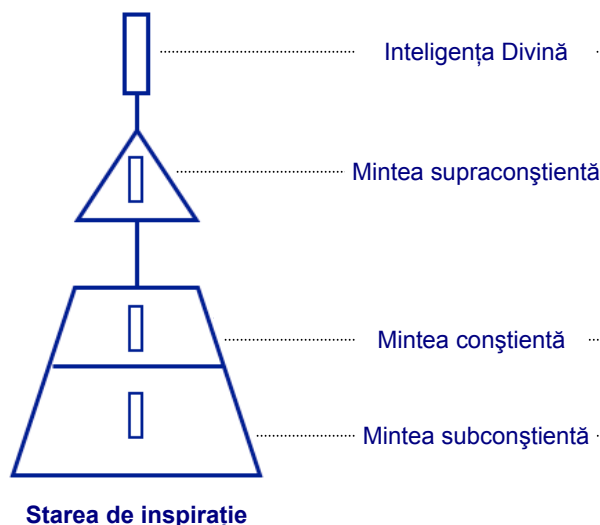 Inteligența Divină
Mintea supraconştientă
Mintea conştientă
Mintea subconştientă
Starea de inspirație